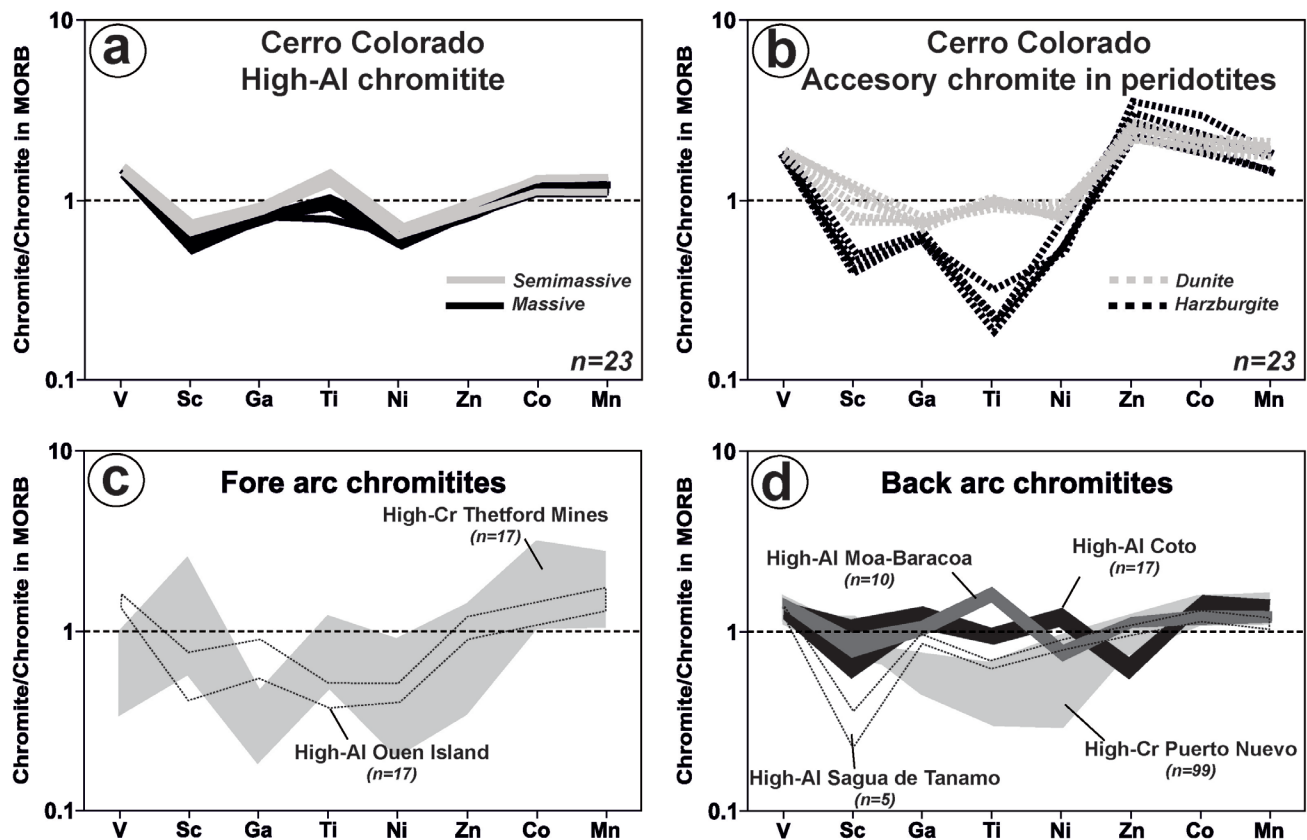 a
Cerro Colorado
High-Al chromitite
Chromite/Chromite in MORB
10
1
0.1
Semimassive
Massive
n=23
V Sc Ga Ti Ni Zn Co Mn
b
Cerro Colorado
Accesory chromite in peridotites
Chromite/Chromite in MORB
10
1
0.1
Dunite
Harzburgite
n=23
V Sc Ga Ti Ni Zn Co Mn
c
Fore arc chromitites
Chromite/Chromite in MORB
10
1
0.1
High-Cr Thetford Mines
(n=17)
High-Al Ouen Island
(n=17)
V Sc Ga Ti Ni Zn Co Mn
d
Back arc chromitites
Chromite/Chromite in MORB
10
1
0.1
High-Al Moa-Baracoa
(n=10)
High-Al Coto
(n=17)
High-Cr Puerto Nuevo
(n=99)
High-Al Sagua de Tanamo
(n=5)
V Sc Ga Ti Ni Zn Co Mn